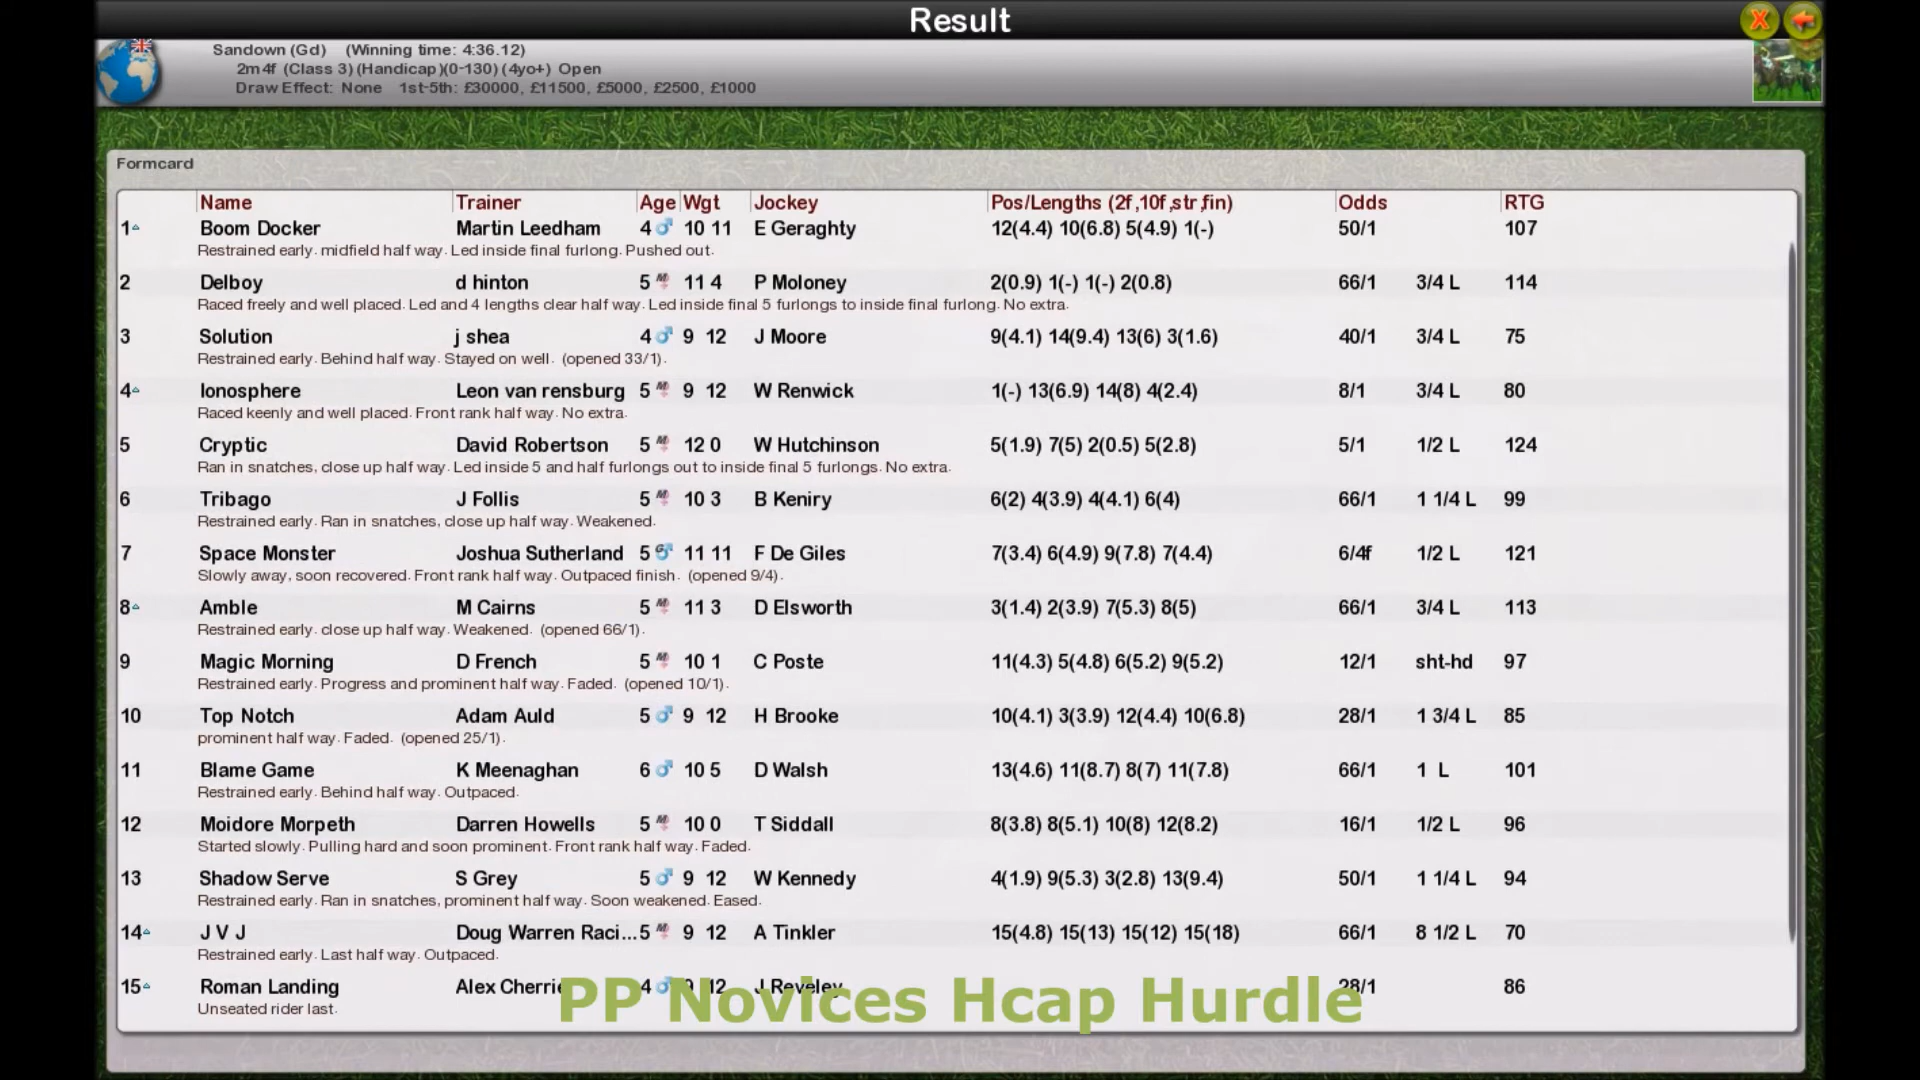 Result
Sandown (Gd) (Winning time: 4:36.12)
2m4f (Class 3) (Handicap)(0-130) (4yo+) Open
Draw Effect: None 1st-5th: £30000, £11500, £5000, £2500, £1000
Formcard
Name Trainer Age Wgt Jockey Pos/Lengths (2f,10f,str,fin) Odds RTG
1 Boom Docker Martin Leedham 4 10 11 E Geraghty 12(4.4) 10(6.8) 5(4.9) 1(-) 50/1 107
Restrained early. midfield half way. Led inside final furlong. Pushed out.
2 Delboy d hinton 5 11 4 P Moloney 2(0.9) 1(-) 1(-) 2(0.8) 66/1 3/4 L 114
Raced freely and well placed. Led and 4 lengths clear half way. Led inside final 5 furlongs to inside final furlong. No extra.
3 Solution j shea 4 9 12 J Moore 9(4.1) 14(9.4) 13(6) 3(1.6) 40/1 3/4 L 75
Restrained early. Behind half way. Stayed on well. (opened 33/1).
4 Ionosphere Leon van rensburg 5 9 12 W Renwick 1(-) 13(6.9) 14(8) 4(2.4) 8/1 3/4 L 80
Raced keenly and well placed. Front rank half way. No extra.
5 Cryptic David Robertson 5 12 0 W Hutchinson 5(1.9) 7(5) 2(0.5) 5(2.8) 5/1 1/2 L 124
Ran in snatches, close up half way. Led inside 5 and half furlongs out to inside final 5 furlongs. No extra.
6 Tribago J Follis 5 10 3 B Keniry 6(2) 4(3.9) 4(4.1) 6(4) 66/1 1 1/4 L 99
Restrained early. Ran in snatches, close up half way. Weakened.
7 Space Monster Joshua Sutherland 5 11 11 F De Giles 7(3.4) 6(4.9) 9(7.8) 7(4.4) 6/4f 1/2 L 121
Slowly away, soon recovered. Front rank half way. Outpaced finish. (opened 9/4).
8 Amble M Cairns 5 11 3 D Elsworth 3(1.4) 2(3.9) 7(5.3) 8(5) 66/1 3/4 L 113
Restrained early. close up half way. Weakened. (opened 66/1).
9 Magic Morning D French 5 10 1 C Poste 11(4.3) 5(4.8) 6(5.2) 9(5.2) 12/1 sht-hd 97
Restrained early. Progress and prominent half way. Faded. (opened 10/1).
10 Top Notch Adam Auld 5 9 12 H Brooke 10(4.1) 3(3.9) 12(4.4) 10(6.8) 28/1 1 3/4 L 85
prominent half way. Faded. (opened 25/1).
11 Blame Game K Meenaghan 6 10 5 D Walsh 13(4.6) 11(8.7) 8(7) 11(7.8) 66/1 1 L 101
Restrained early. Behind half way. Outpaced.
12 Moidore Morpeth Darren Howells 5 10 0 T Siddall 8(3.8) 8(5.1) 10(8) 12(8.2) 16/1 1/2 L 96
Started slowly. Pulling hard and soon prominent. Front rank half way. Faded.
13 Shadow Serve S Grey 5 9 12 W Kennedy 4(1.9) 9(5.3) 3(2.8) 13(9.4) 50/1 1 1/4 L 94
Restrained early. Ran in snatches, prominent half way. Soon weakened. Eased.
14 J V J Doug Warren Raci... 5 9 12 A Tinkler 15(4.8) 15(13) 15(12) 15(18) 66/1 8 1/2 L 70
Restrained early. Last half way. Outpaced.
15 Roman Landing Alex Cherrie 4 9 12 J Reveley 28/1 86
Unseated rider last.
PP Novices Hcap Hurdle